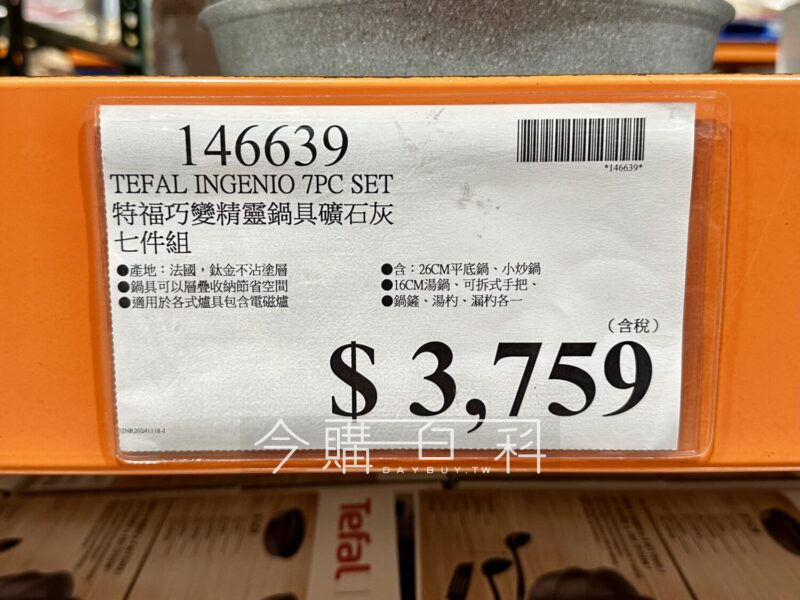 146639
*146639*
TEFAL INGENIO 7PC SET
特福巧變精靈鍋具礦石灰
七件組
●產地：法國，鈦金不沾塗層
●鍋具可以層疊收納節省空間
●適用於各式爐具包含電磁爐
●含：26CM平底鍋、小炒鍋
●16CM湯鍋、可拆式手把、
●鍋鏟、湯杓、漏杓各一
（含稅）
$ 3,759
今購百科
DAYBUY.TW
Tefal